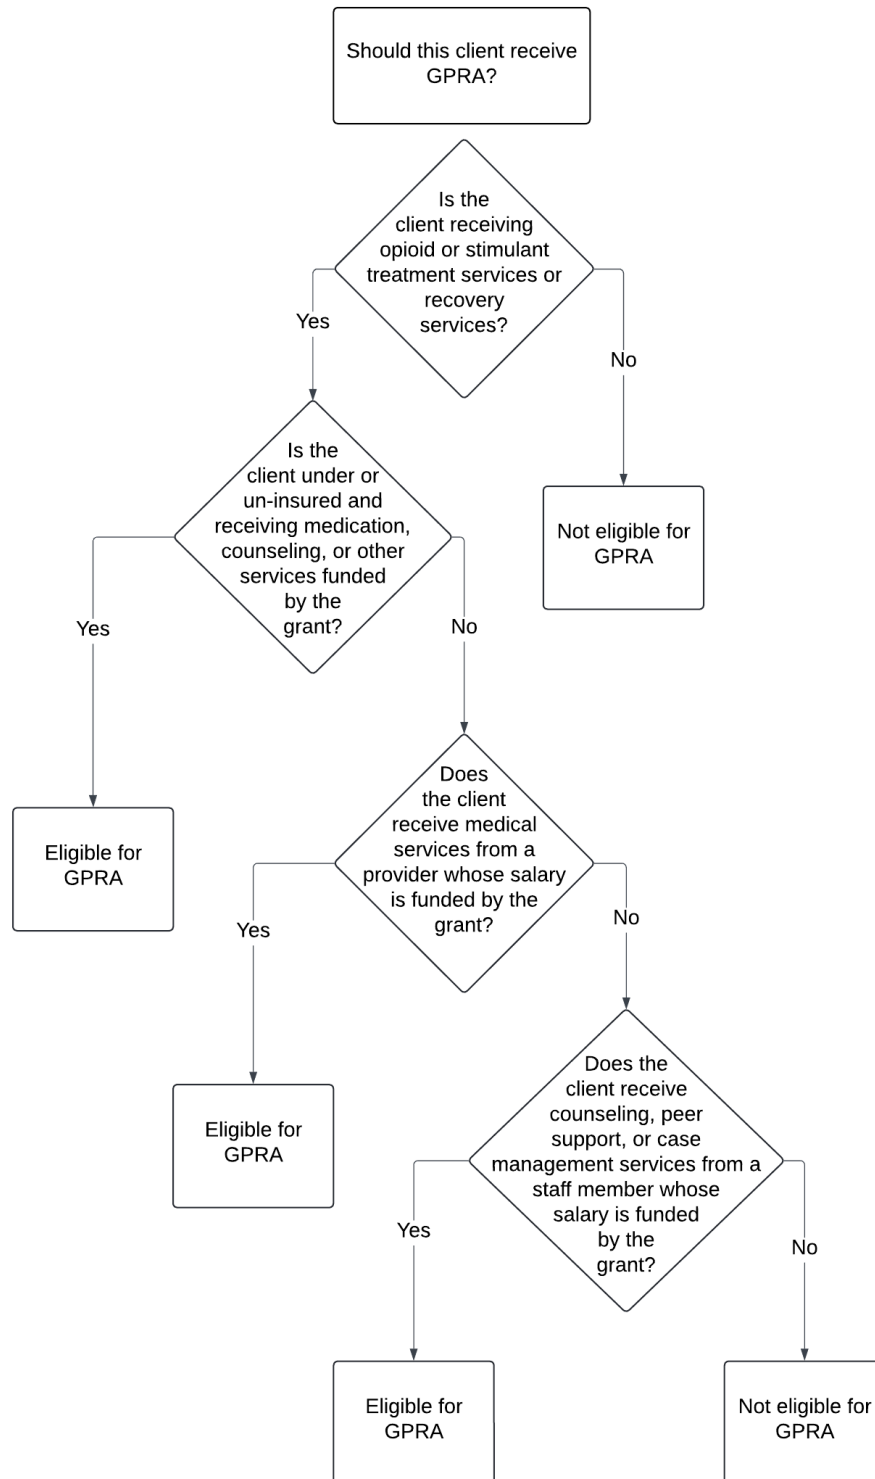 Should this client receive
GPRA?
Is the
client receiving
opioid or stimulant
treatment services or
recovery
services?
Yes
No
Is the
client under or
un-insured and
receiving medication,
counseling, or other
services funded
by the
grant?
Not eligible for
GPRA
Yes
No
Does
the client
receive medical
services from a
provider whose salary
is funded by the
grant?
Eligible for
GPRA
Yes
No
Does the
client receive
counseling, peer
support, or case
management services from a
staff member whose
salary is funded
by the
grant?
Eligible for
GPRA
Yes
No
Eligible for
GPRA
Not eligible for
GPRA